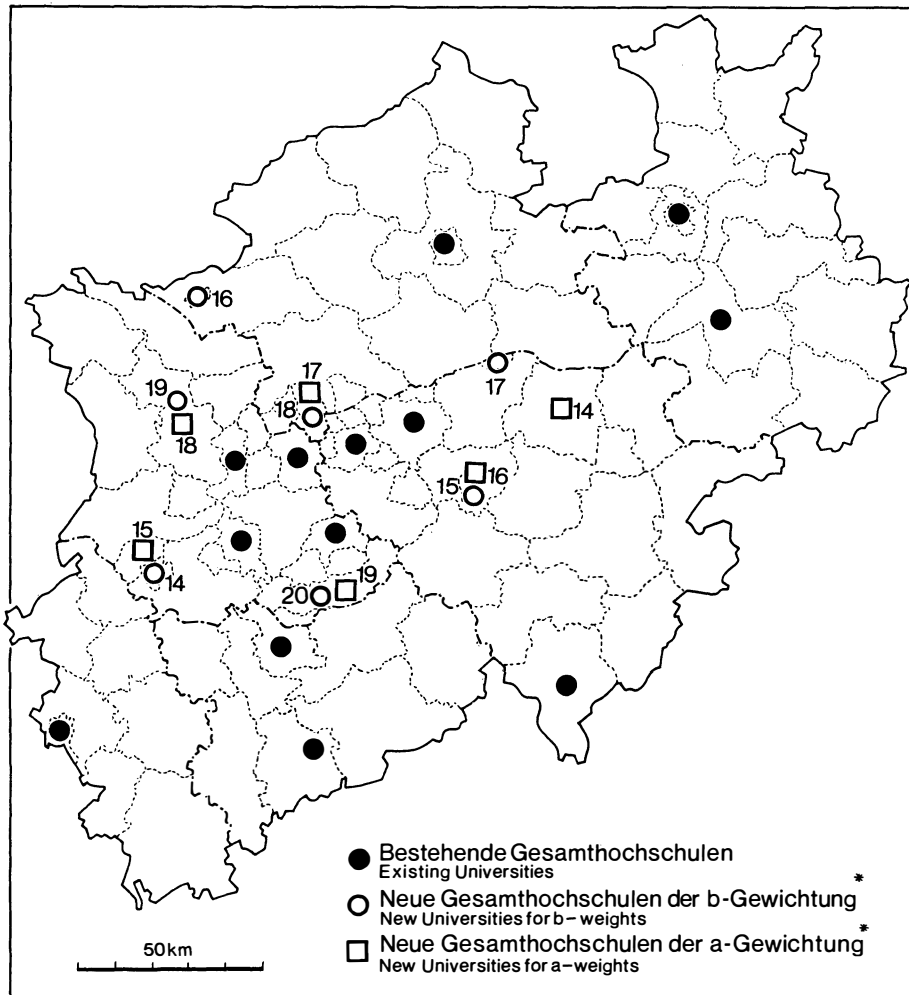 16
19
18
17
18
17
14
15
16
15
14
20
19
Bestehende Gesamthochschulen
Existing Universities
Neue Gesamthochschulen der b-Gewichtung*
New Universities for b-weights
Neue Gesamthochschulen der a-Gewichtung*
New Universities for a-weights
50km